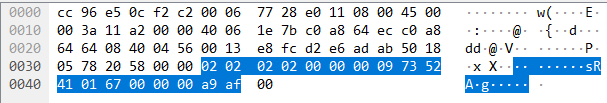 0000 cc 96 e5 0c f2 c2 00 06 77 28 e0 11 08 00 45 00 ········ w(····E·
0010 00 3a 11 a2 00 00 40 06 1e 7b c0 a8 64 ec c0 a8 ·:····@· ·{··d···
0020 64 64 08 40 04 56 00 13 e8 fc d2 e6 ad ab 50 18 dd·@·V·· ······P·
0030 05 78 20 58 00 00 02 02 02 02 00 00 00 09 73 52 ·x X···· ······sR
0040 41 01 67 00 00 00 a9 af 00 A·g····· ·